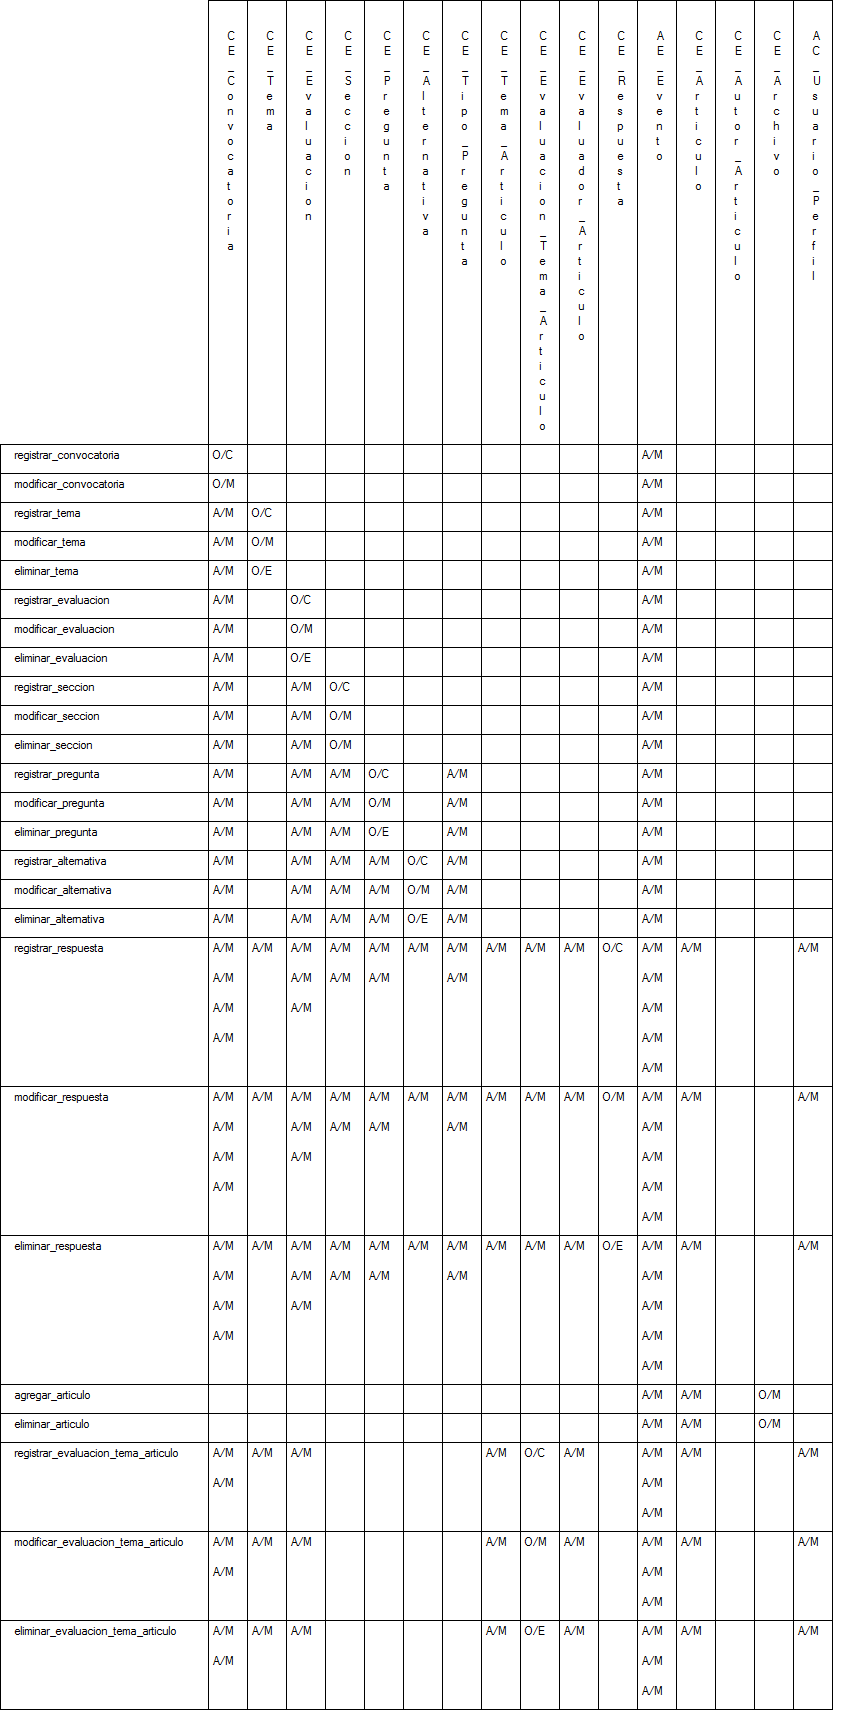 CE_Convocatoria CE_Tema CE_Evaluacion CE_Seccion CE_Pregunta CE_Alternativa CE_Tipo_Pregunta CE_Tema_Articulo CE_Evaluacion_Tema_Articulo CE_Evaluador_Articulo CE_Respuesta AE_Evento CE_Articulo CE_Autor_Articulo CE_Archivo AC_Usuario_Perfil
registrar_convocatoria O/C A/M
modificar_convocatoria O/M A/M
registrar_tema A/M O/C A/M
modificar_tema A/M O/M A/M
eliminar_tema A/M O/E A/M
registrar_evaluacion A/M O/C A/M
modificar_evaluacion A/M O/M A/M
eliminar_evaluacion A/M O/E A/M
registrar_seccion A/M A/M O/C A/M
modificar_seccion A/M A/M O/M A/M
eliminar_seccion A/M A/M O/M A/M
registrar_pregunta A/M A/M A/M O/C A/M A/M
modificar_pregunta A/M A/M A/M O/M A/M A/M
eliminar_pregunta A/M A/M A/M O/E A/M A/M
registrar_alternativa A/M A/M A/M A/M O/C A/M A/M
modificar_alternativa A/M A/M A/M A/M O/M A/M A/M
eliminar_alternativa A/M A/M A/M A/M O/E A/M A/M
registrar_respuesta A/M A/M A/M A/M A/M A/M A/M A/M A/M A/M O/C A/M A/M A/M
A/M A/M A/M A/M A/M A/M
A/M A/M A/M
A/M A/M
A/M
modificar_respuesta A/M A/M A/M A/M A/M A/M A/M A/M A/M A/M O/M A/M A/M A/M
A/M A/M A/M A/M A/M A/M
A/M A/M A/M
A/M A/M
A/M
eliminar_respuesta A/M A/M A/M A/M A/M A/M A/M A/M A/M A/M O/E A/M A/M A/M
A/M A/M A/M A/M A/M A/M
A/M A/M A/M
A/M A/M
A/M
agregar_articulo A/M A/M O/M
eliminar_articulo A/M A/M O/M
registrar_evaluacion_tema_articulo A/M A/M A/M A/M O/C A/M A/M A/M A/M
A/M A/M
A/M
modificar_evaluacion_tema_articulo A/M A/M A/M A/M O/M A/M A/M A/M A/M
A/M A/M
A/M
eliminar_evaluacion_tema_articulo A/M A/M A/M A/M O/E A/M A/M A/M A/M
A/M A/M
A/M